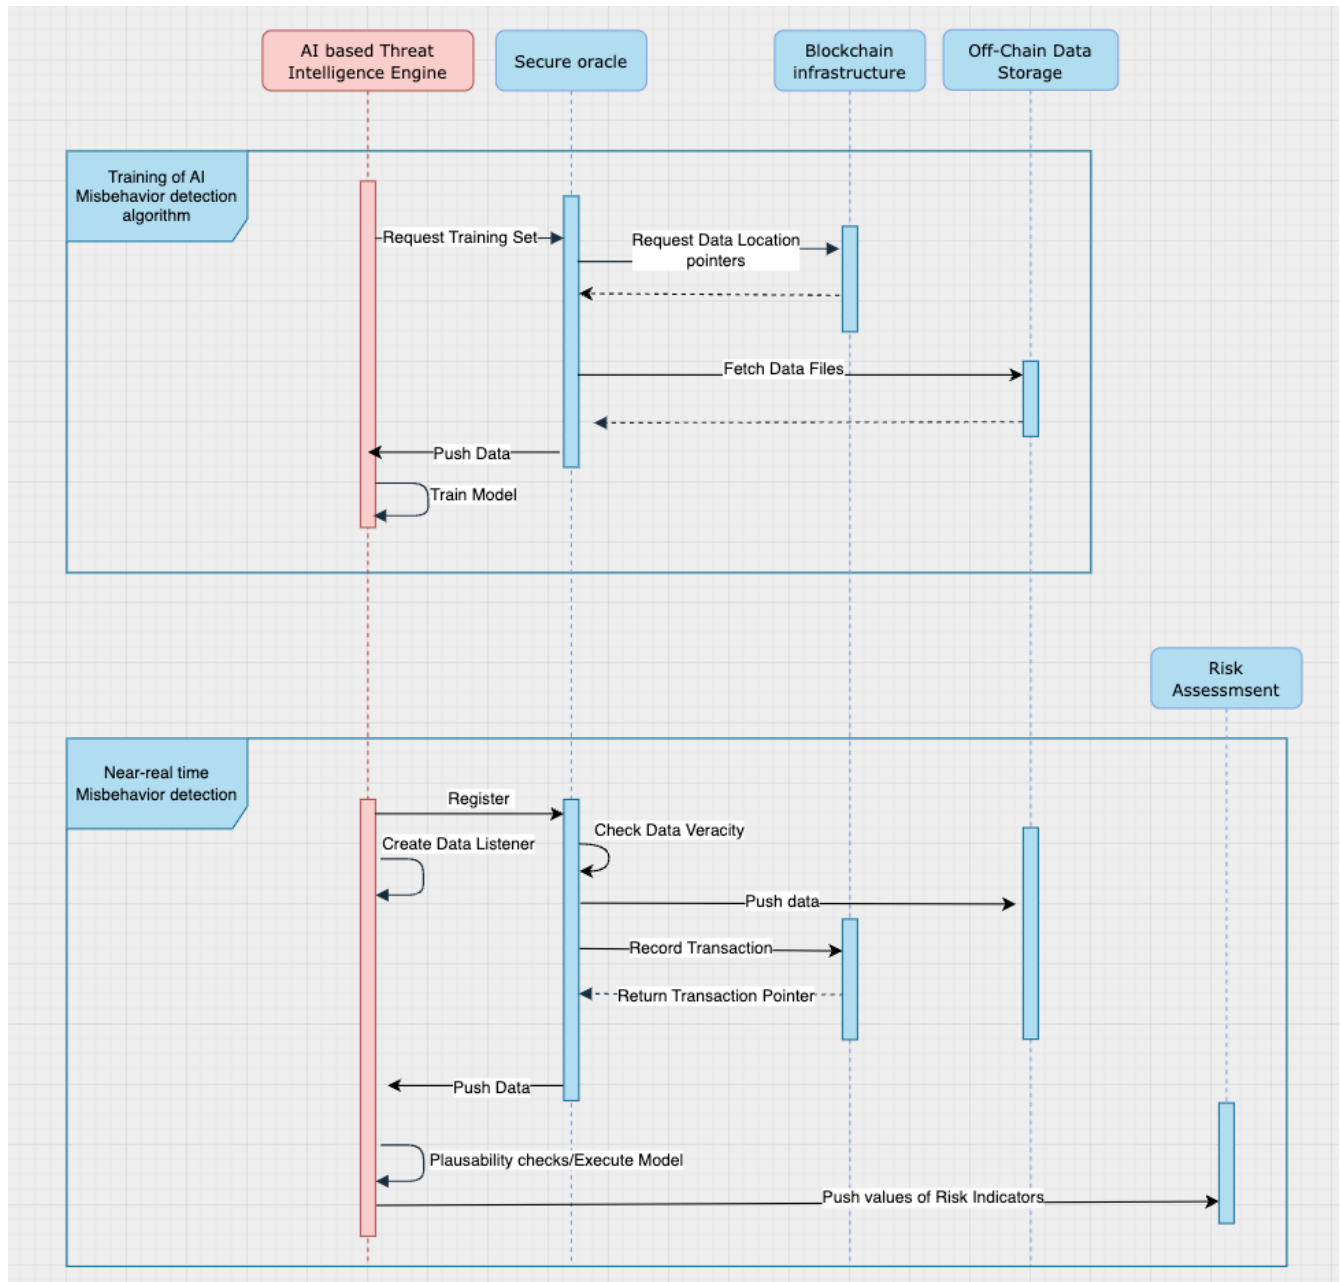 AI based Threat
Intelligence Engine
Secure oracle
Blockchain
infrastructure
Off-Chain Data
Storage
Training of AI
Misbehavior detection
algorithm
Request Training Set
Request Data Location
pointers
Fetch Data Files
Push Data
Train Model
Risk
Assessmsent
Near-real time
Misbehavior detection
Register
Check Data Veracity
Create Data Listener
Push data
Record Transaction
Return Transaction Pointer
Push Data
Plausability checks/Execute Model
Push values of Risk Indicators